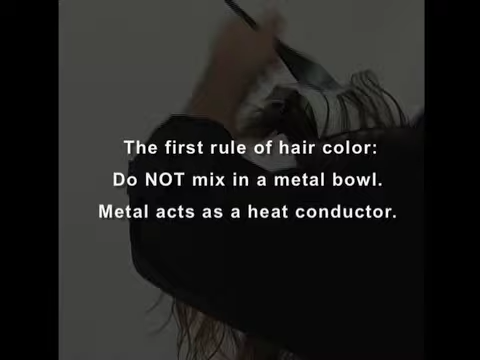 The first rule of hair color:
Do NOT mix in a metal bowl.
Metal acts as a heat conductor.